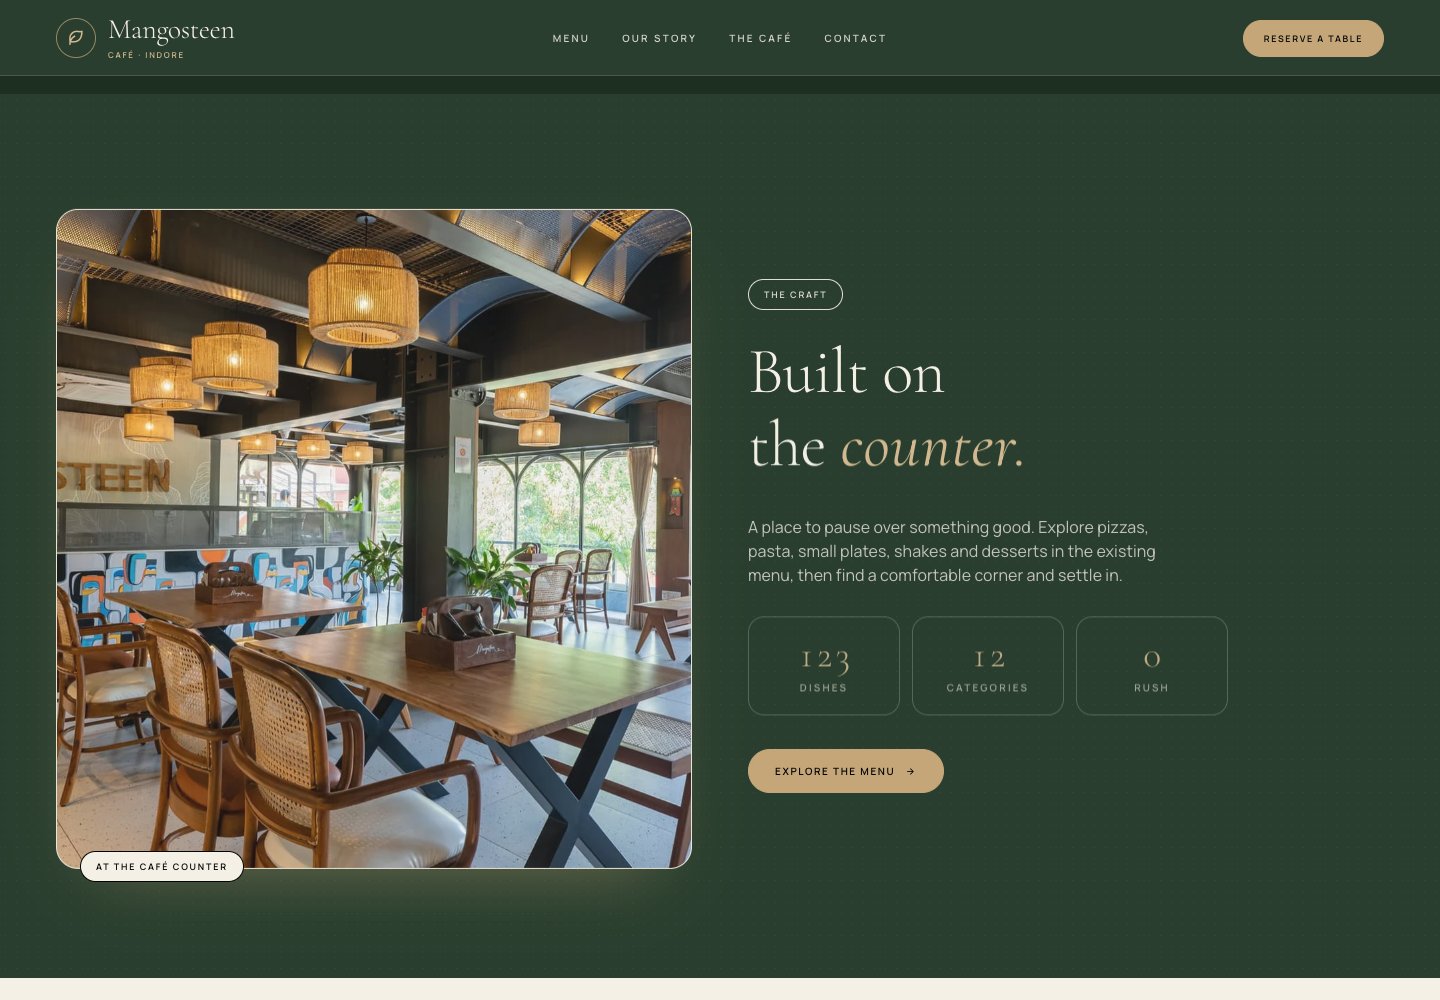 Mangosteen
CAFÉ · INDORE
MENU
OUR STORY
THE CAFÉ
CONTACT
RESERVE A TABLE
STEEN
AT THE CAFÉ COUNTER
THE CRAFT
Built on
the counter.
A place to pause over something good. Explore pizzas,
pasta, small plates, shakes and desserts in the existing
menu, then find a comfortable corner and settle in.
123
DISHES
12
CATEGORIES
0
RUSH
EXPLORE THE MENU →